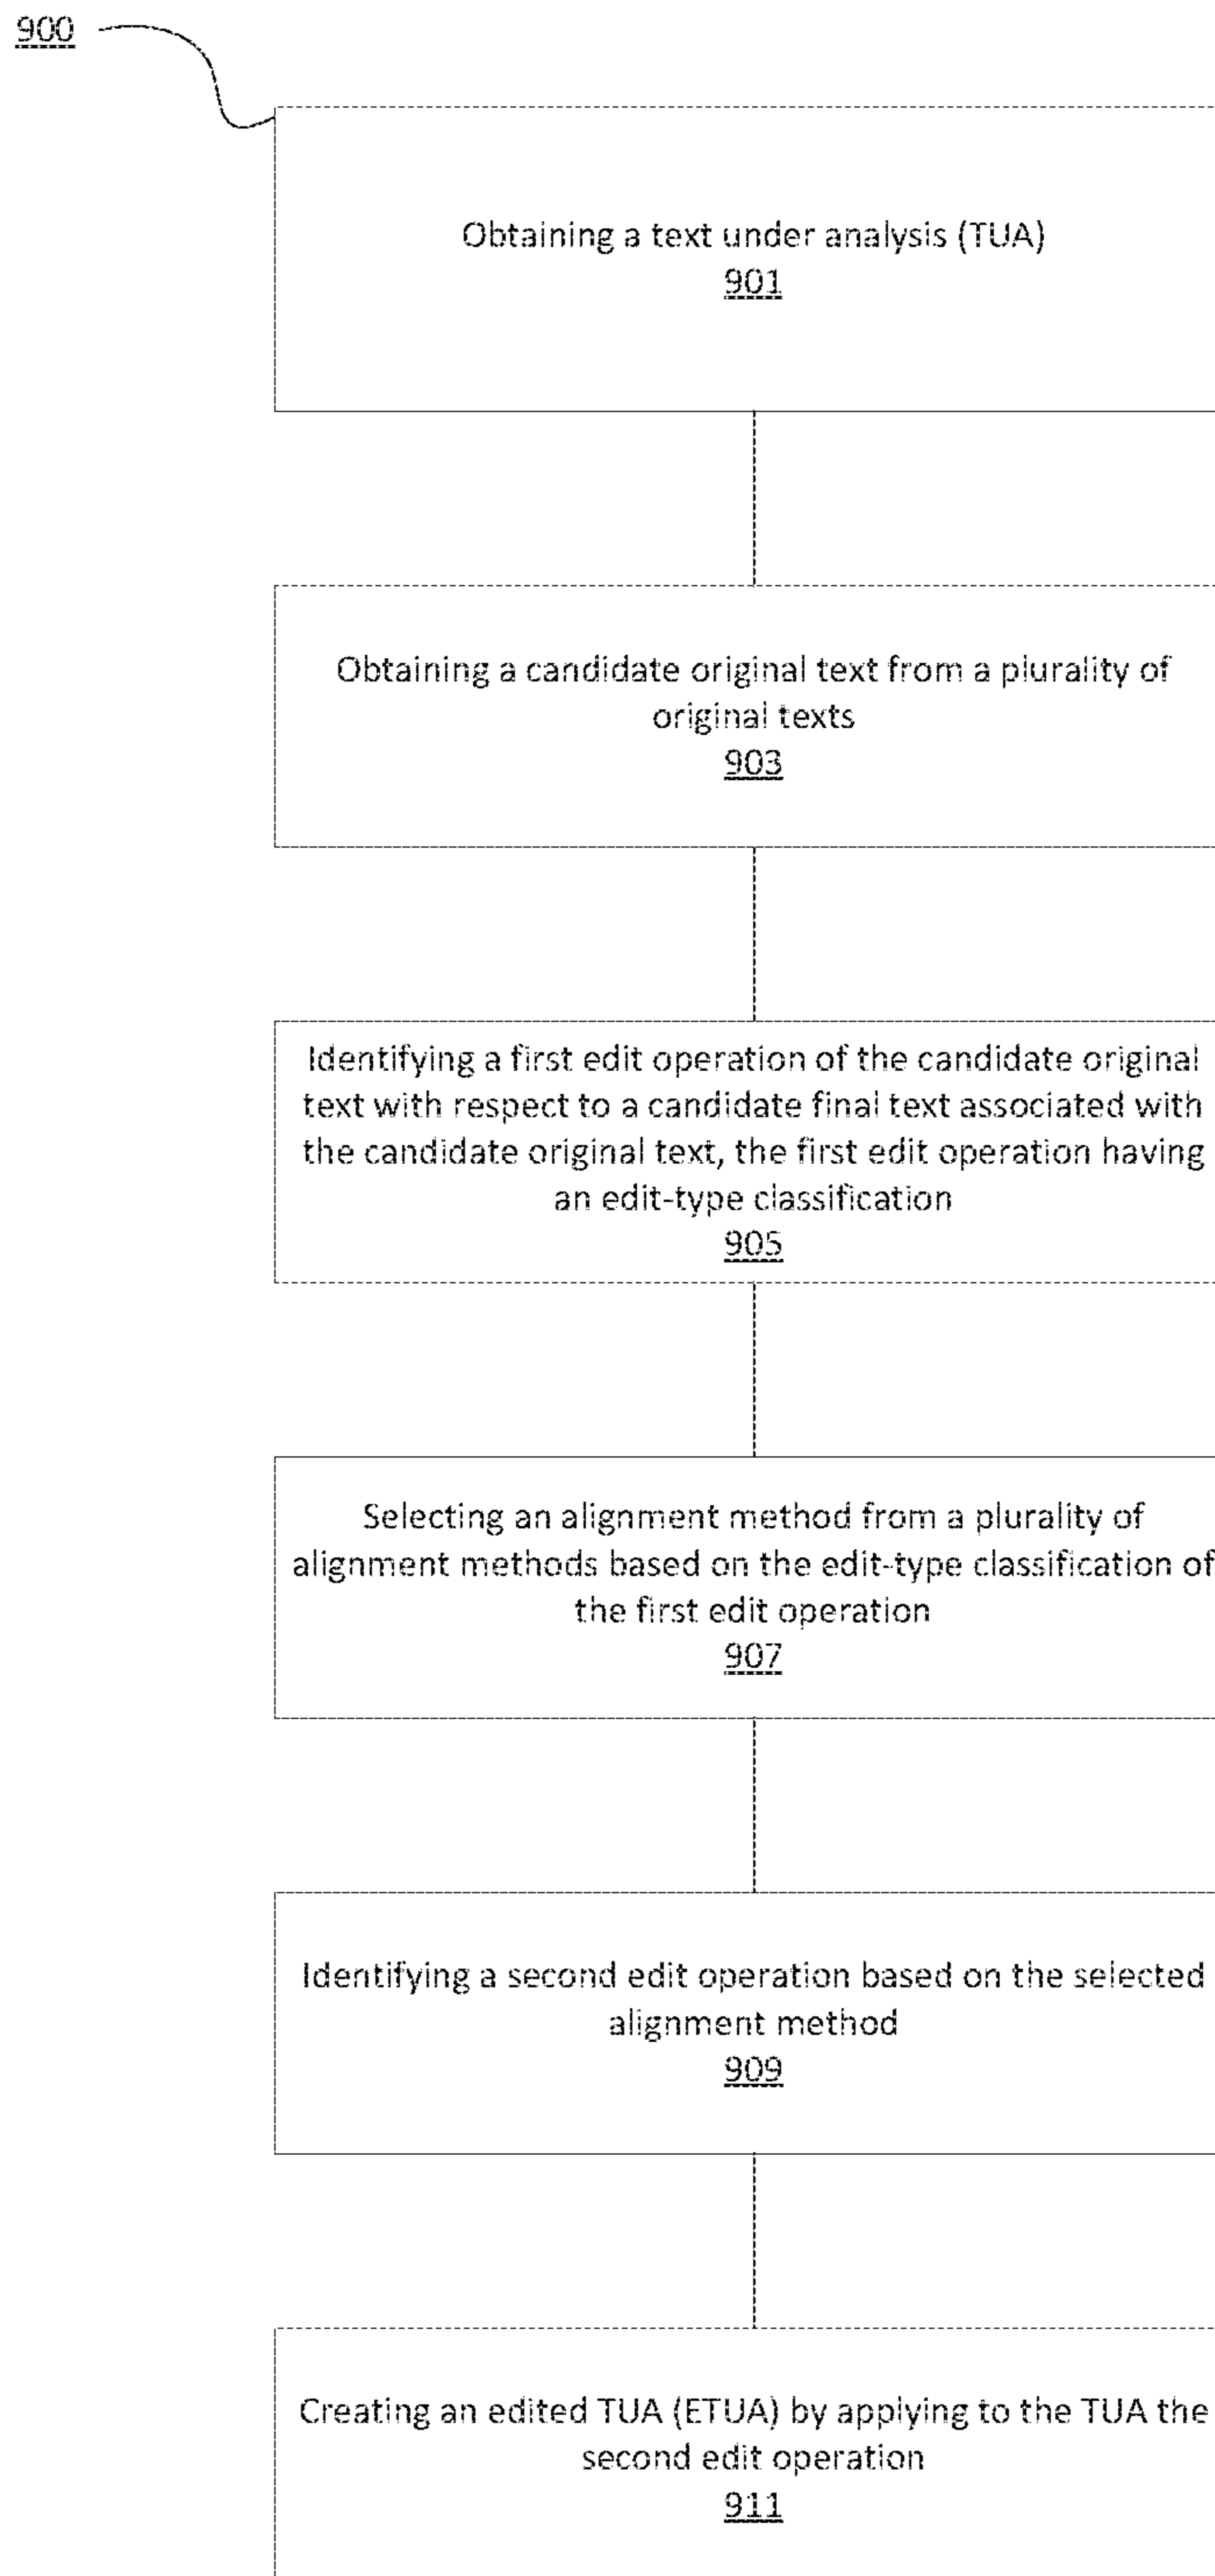 900
Obtaining a text under analysis (TUA)
901
Obtaining a candidate original text from a plurality of
original texts
903
Identifying a first edit operation of the candidate original
text with respect to a candidate final text associated with
the candidate original text, the first edit operation having
an edit-type classification
905
Selecting an alignment method from a plurality of
alignment methods based on the edit-type classification of
the first edit operation
907
Identifying a second edit operation based on the selected
alignment method
909
Creating an edited TUA (ETUA) by applying to the TUA the
second edit operation
911